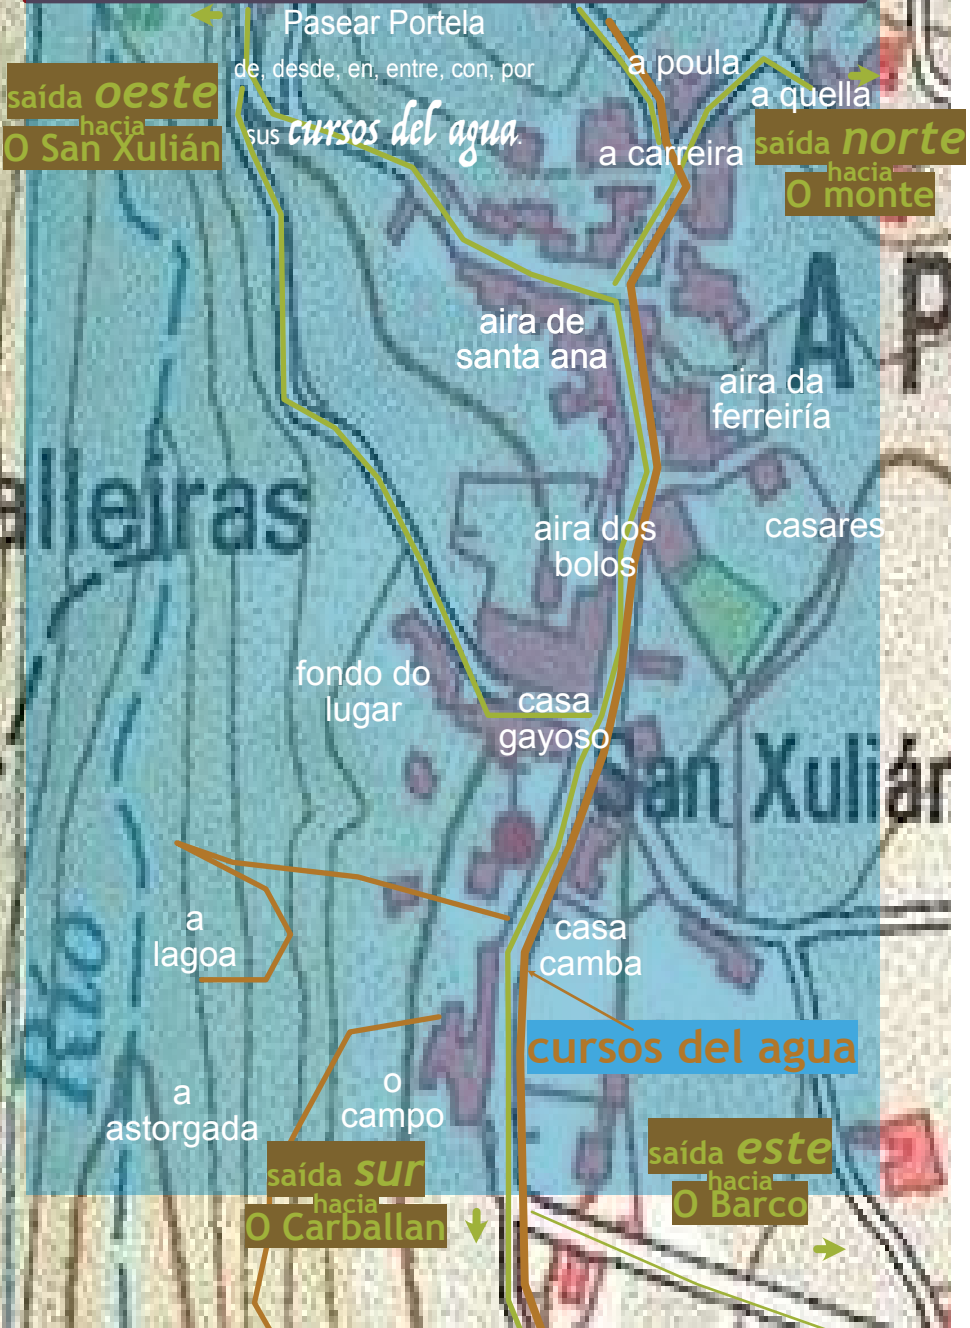 Pasear Portela
de, desde, en, entre, con, por
sus cursos del agua.
saída oeste
hacia
O San Xulián
a poula
a quella
a carreira
saída norte
hacia
O monte
A P
aira de
santa ana
aira da
ferreiría
alleiras
aira dos
bolos
casares
fondo do
lugar
casa
gayoso
San Xulián
a
lagoa
casa
camba
Río
cursos del agua
o
campo
a
astorgada
saída sur
hacia
O Carballan
saída este
hacia
O Barco